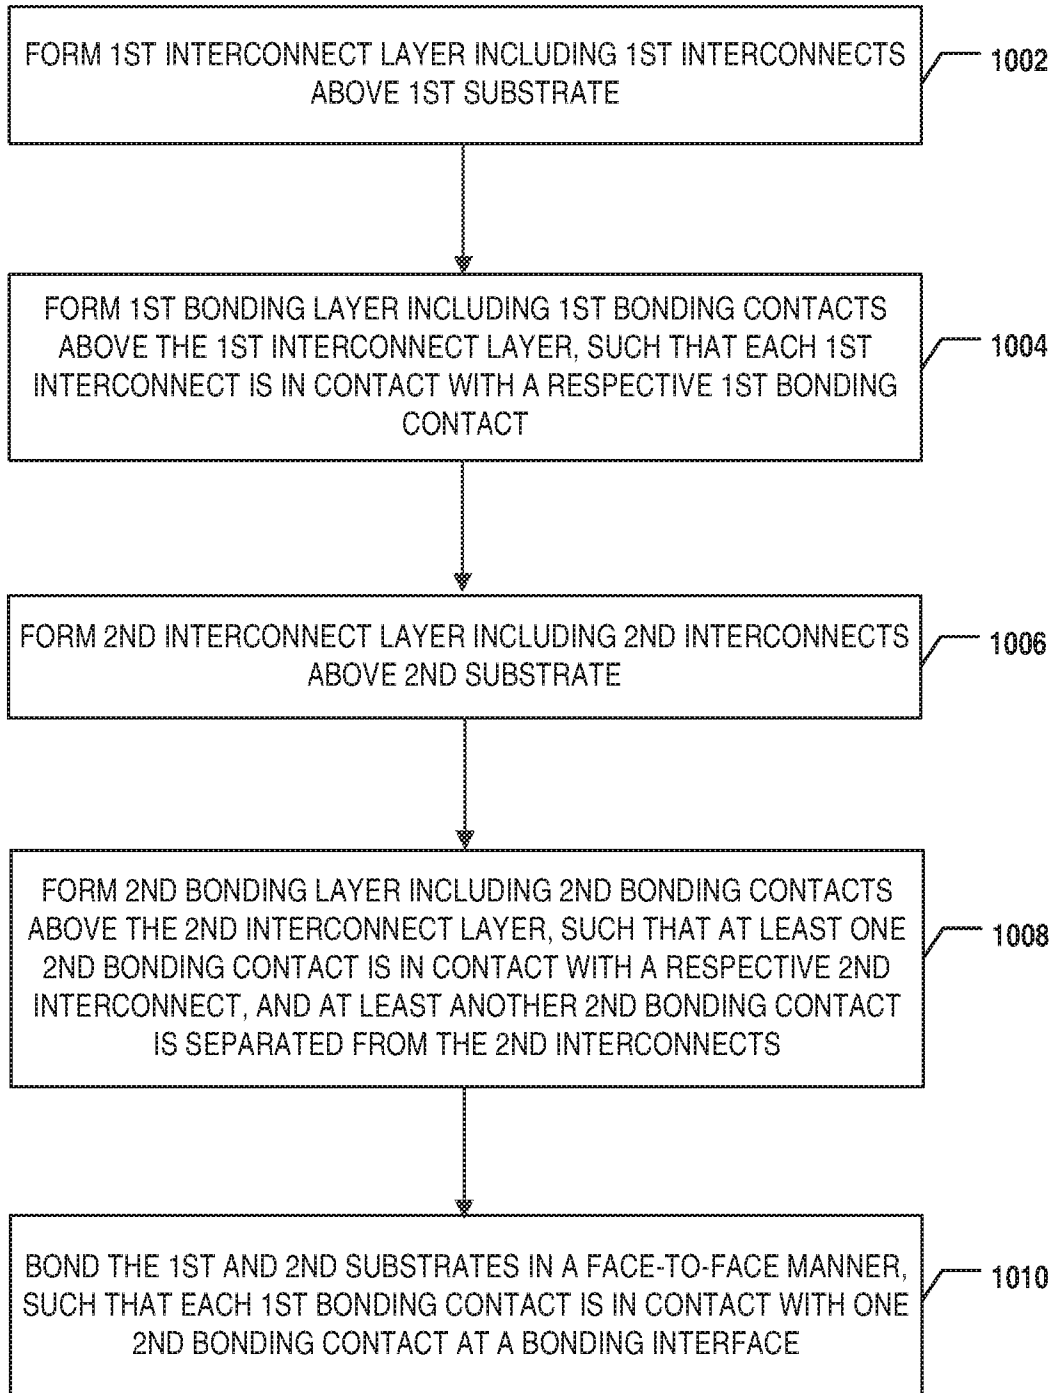 FORM 1ST INTERCONNECT LAYER INCLUDING 1ST INTERCONNECTS
ABOVE 1ST SUBSTRATE
1002
FORM 1ST BONDING LAYER INCLUDING 1ST BONDING CONTACTS
ABOVE THE 1ST INTERCONNECT LAYER, SUCH THAT EACH 1ST
INTERCONNECT IS IN CONTACT WITH A RESPECTIVE 1ST BONDING
CONTACT
1004
FORM 2ND INTERCONNECT LAYER INCLUDING 2ND INTERCONNECTS
ABOVE 2ND SUBSTRATE
1006
FORM 2ND BONDING LAYER INCLUDING 2ND BONDING CONTACTS
ABOVE THE 2ND INTERCONNECT LAYER, SUCH THAT AT LEAST ONE
2ND BONDING CONTACT IS IN CONTACT WITH A RESPECTIVE 2ND
INTERCONNECT, AND AT LEAST ANOTHER 2ND BONDING CONTACT
IS SEPARATED FROM THE 2ND INTERCONNECTS
1008
BOND THE 1ST AND 2ND SUBSTRATES IN A FACE-TO-FACE MANNER,
SUCH THAT EACH 1ST BONDING CONTACT IS IN CONTACT WITH ONE
2ND BONDING CONTACT AT A BONDING INTERFACE
1010